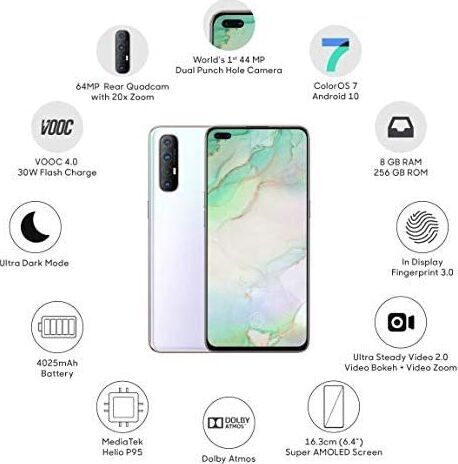 World's 1st 44 MP
Dual Punch Hole Camera
64MP Rear Quadcam
with 20x Zoom
7
ColorOS 7
Android 10
VOOC
VOOC 4.0
30W Flash Charge
8 GB RAM
256 GB ROM
Ultra Dark Mode
In Display
Fingerprint 3.0
4025mAh
Battery
Ultra Steady Video 2.0
Video Bokeh + Video Zoom
MediaTek
Helio P95
DOLBY
ATMOS
Dolby Atmos
16.3cm (6.4")
Super AMOLED Screen